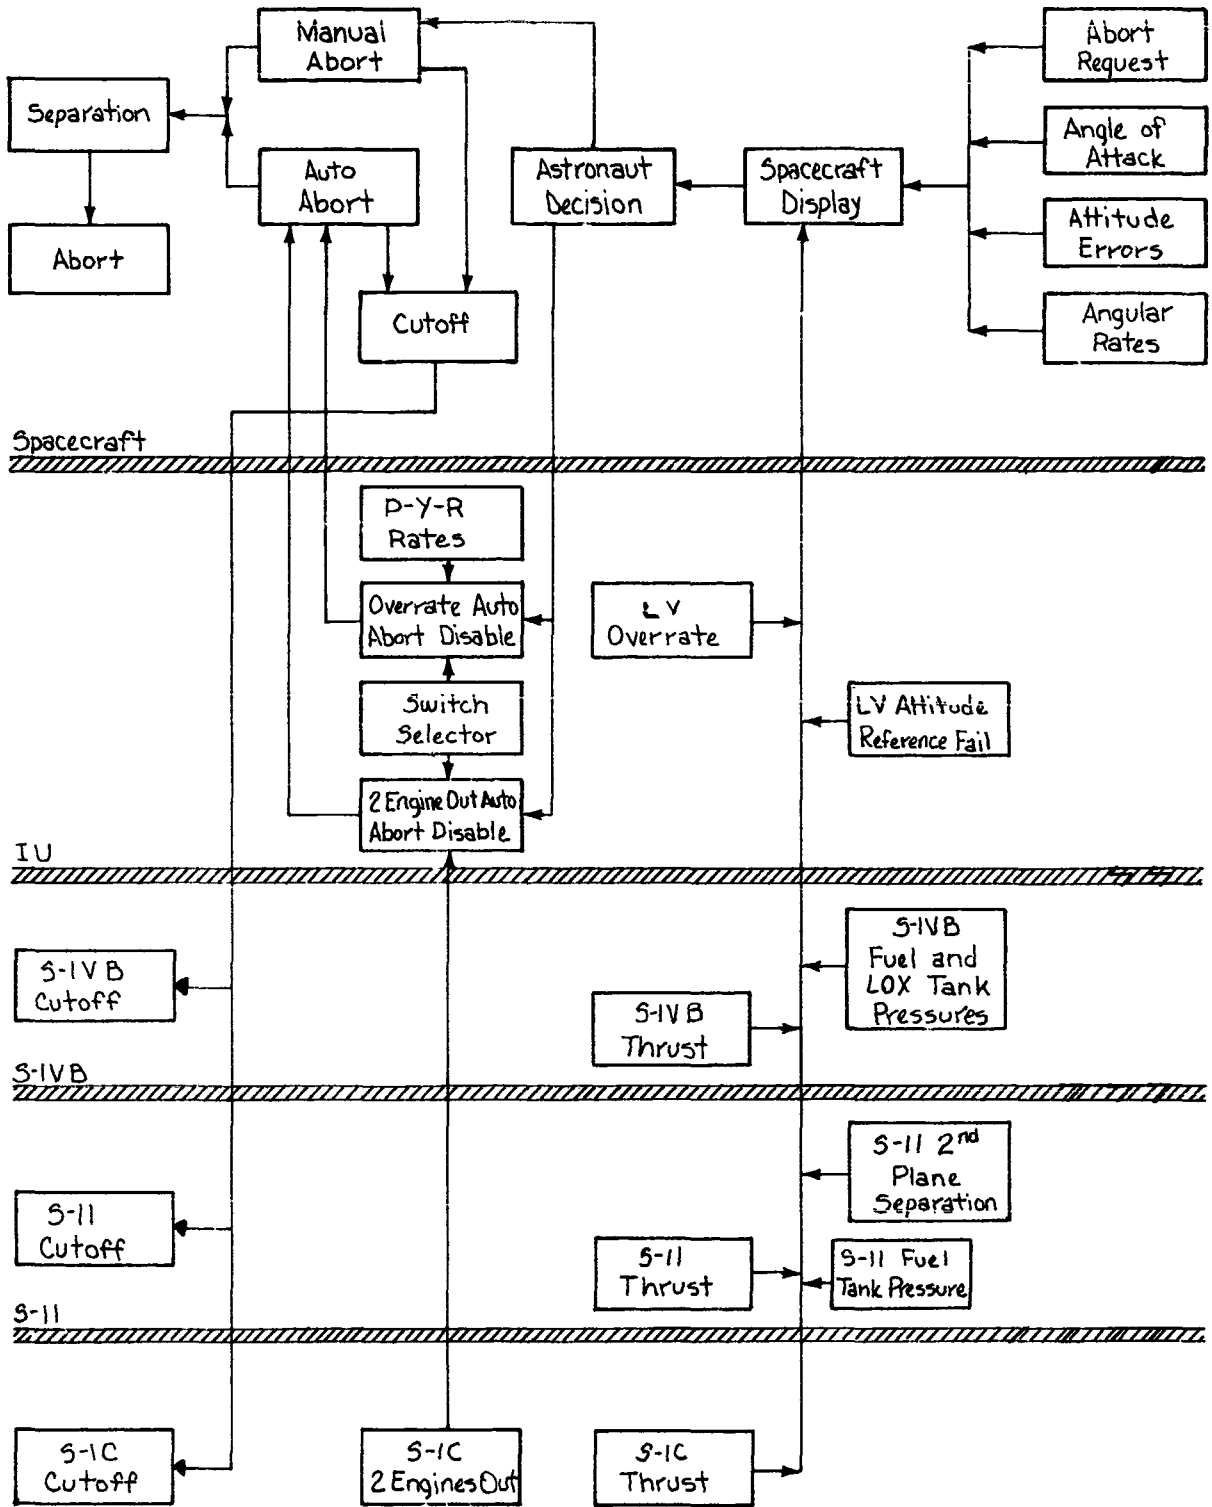 Manual
Abort
Abort
Request
Separation
Angle of
Attack
Auto
Abort
Astronaut
Decision
Spacecraft
Display
Attitude
Errors
Abort
Cutoff
Angular
Rates
Spacecraft
P-Y-R
Rates
Overrate Auto
Abort Disable
LV
Overrate
Switch
Selector
LV Attitude
Reference Fail
2 Engine Out Auto
Abort Disable
IU
S-IVB
Fuel and
LOX Tank
Pressures
S-IVB
Cutoff
S-IVB
Thrust
S-IVB
S-II 2nd
Plane
Separation
S-II
Cutoff
S-II
Thrust
S-II Fuel
Tank Pressure
S-II
S-IC
Cutoff
S-IC
2 Engines Out
S-IC
Thrust